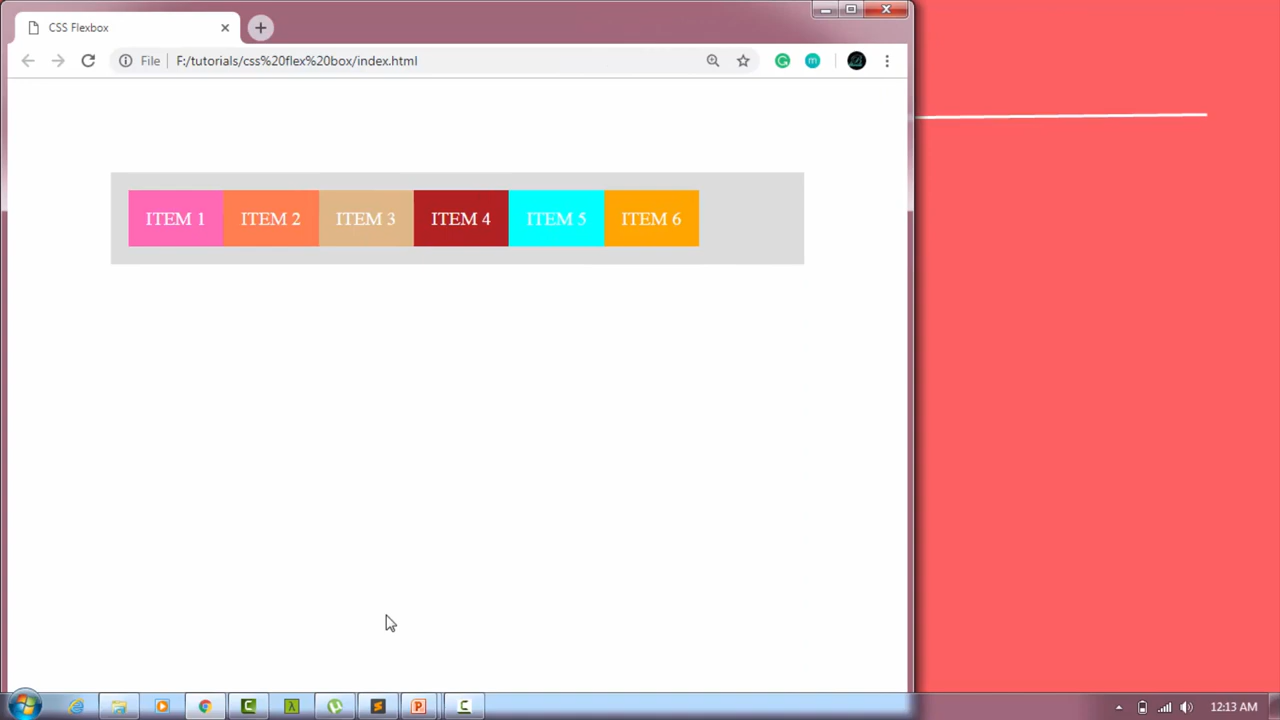 CSS Flexbox
File F:/tutorials/css%20flex%20box/index.html
ITEM 1 ITEM 2 ITEM 3 ITEM 4 ITEM 5 ITEM 6
12:13 AM